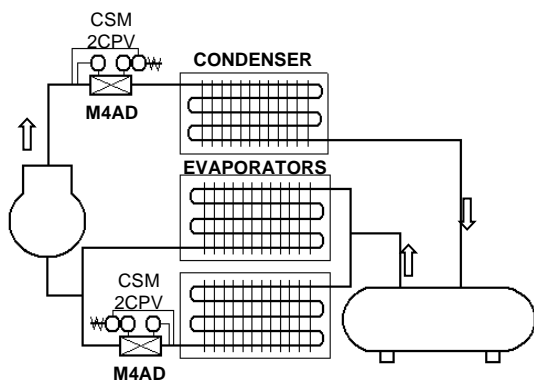 CSM
2CPV
CONDENSER
M4AD
EVAPORATORS
CSM
2CPV
M4AD